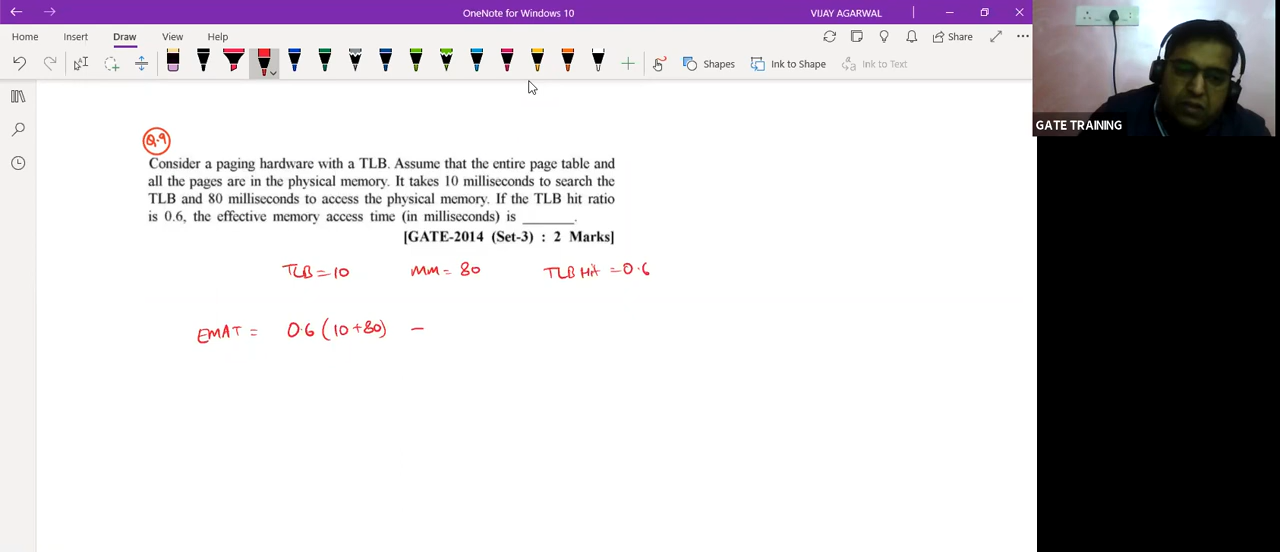 OneNote for Windows 10
VIJAY AGARWAL
Home Insert Draw View Help
Share
Shapes
Ink to Shape
Ink to Text
GATE TRAINING
Q.9
Consider a paging hardware with a TLB. Assume that the entire page table and
all the pages are in the physical memory. It takes 10 milliseconds to search the
TLB and 80 milliseconds to access the physical memory. If the TLB hit ratio
is 0.6, the effective memory access time (in milliseconds) is _______.
[GATE-2014 (Set-3) : 2 Marks]
TLB = 10 MM = 80 TLB Hit = 0.6
EMAT = 0.6 (10+80) –